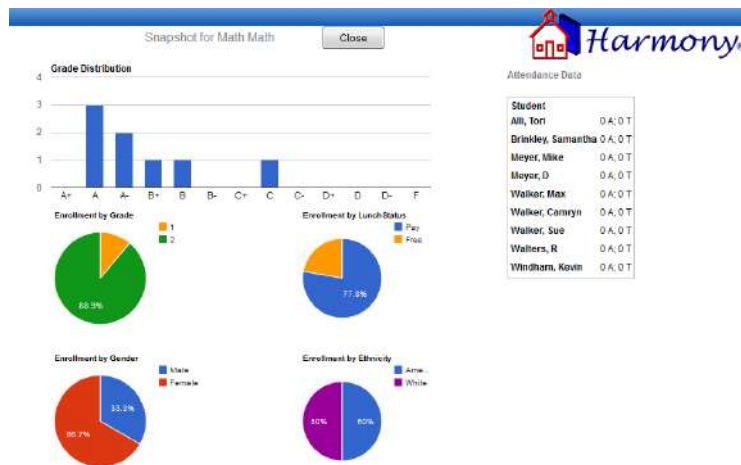 Snapshot for Math Math
Close
Harmony
Grade Distribution
4
3
2
1
0
A+ A A- B+ B B- C+ C C- D+ D D- F
Enrollment by Grade
1
2
88.9%
Enrollment by Lunch Status
Pay
Free
77.8%
Enrollment by Gender
Male
Female
33.3%
66.7%
Enrollment by Ethnicity
Ame...
White
50%
50%
Attendance Data
Student
Alli, Tori 0 A; 0 T
Brinkley, Samantha 0 A; 0 T
Meyer, Mike 0 A; 0 T
Meyer, D 0 A; 0 T
Walker, Max 0 A; 0 T
Walker, Camryn 0 A; 0 T
Walker, Sue 0 A; 0 T
Walters, R 0 A; 0 T
Windham, Kevin 0 A; 0 T